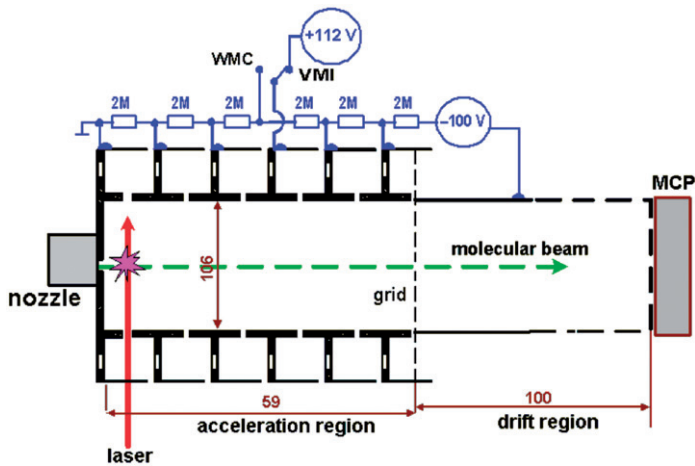 +112 V
WMC
VMI
2M 2M 2M 2M 2M 2M
–100 V
MCP
molecular beam
106
nozzle
grid
59
100
acceleration region
drift region
laser